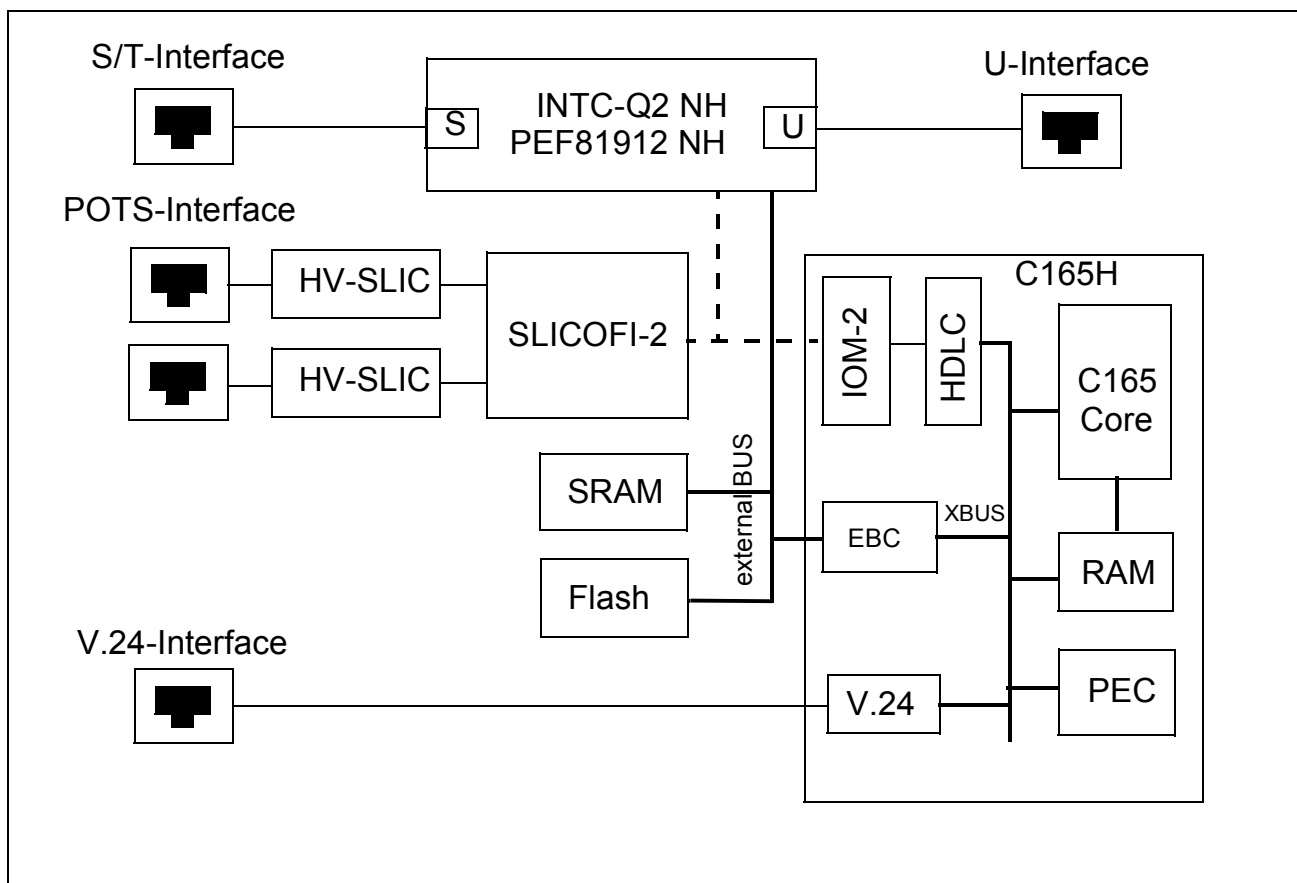 S/T-Interface
U-Interface
INTC-Q2 NH
PEF81912 NH
S
U
POTS-Interface
HV-SLIC
HV-SLIC
SLICOFI-2
C165H
IOM-2
HDLC
C165
Core
SRAM
Flash
external BUS
EBC
XBUS
RAM
PEC
V.24-Interface
V.24